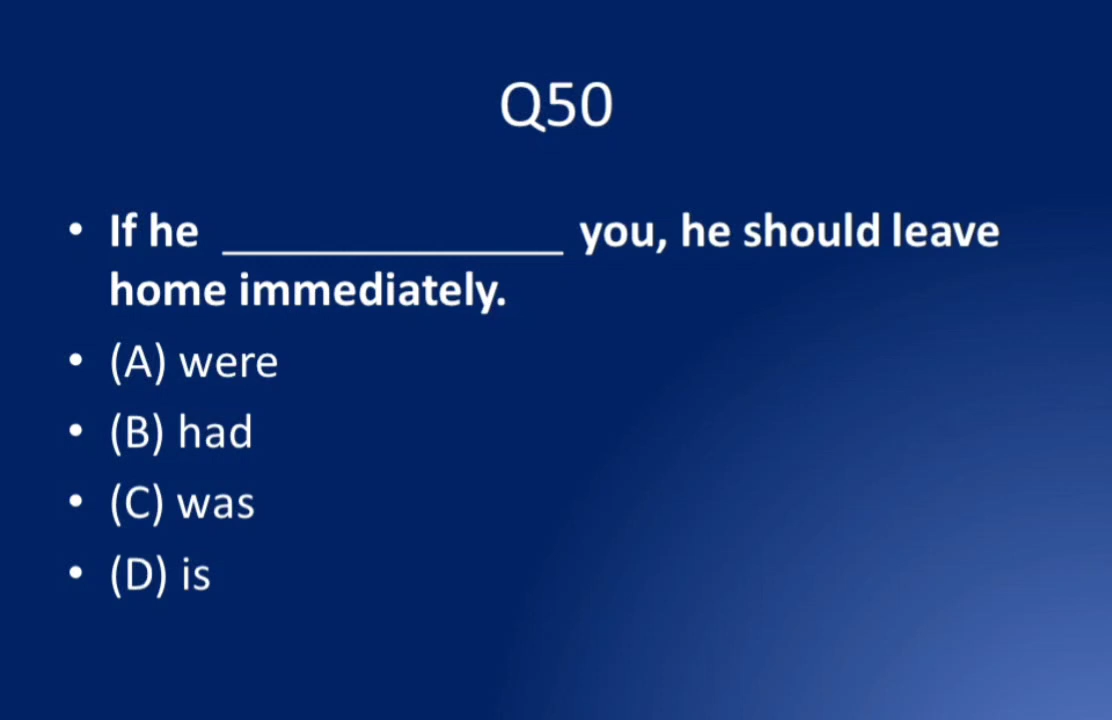 Q50
• If he _______________ you, he should leave
home immediately.
• (A) were
• (B) had
• (C) was
• (D) is